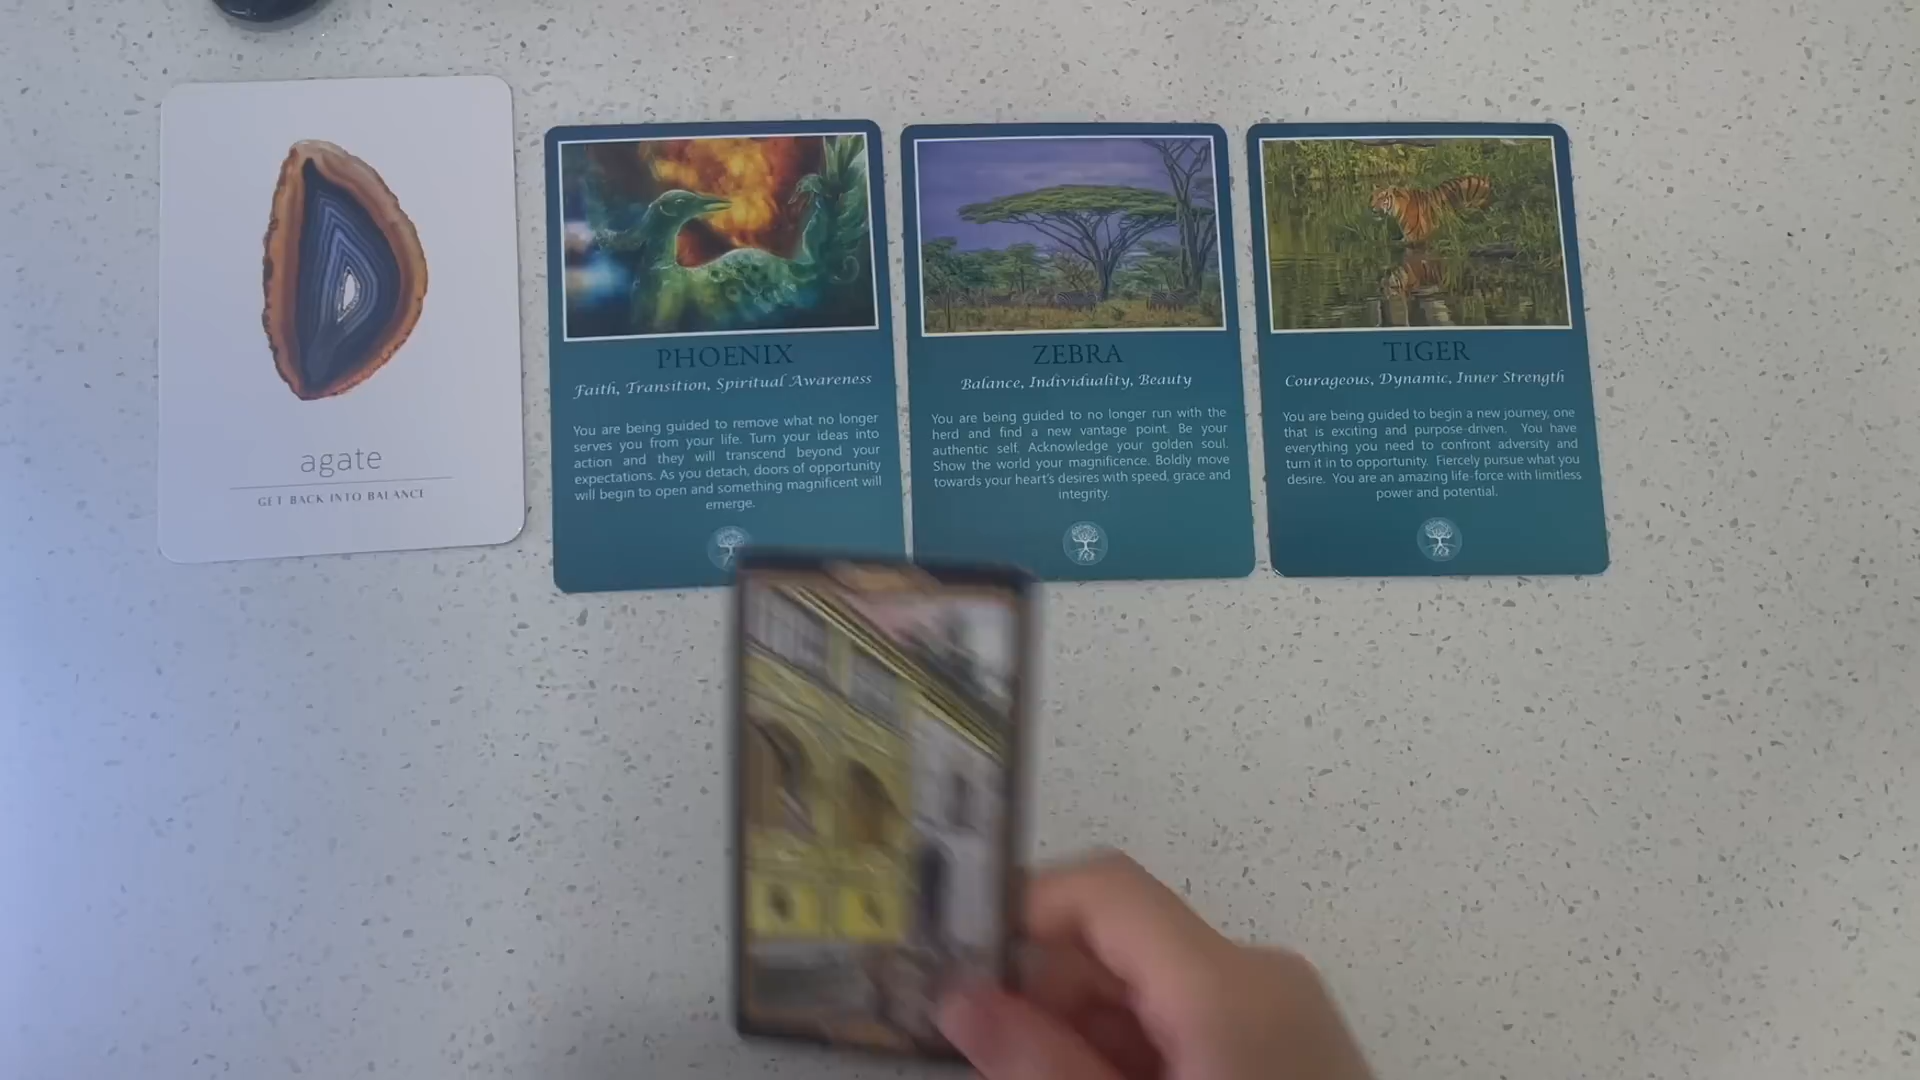 agate
GET BACK INTO BALANCE
PHOENIX
Faith, Transition, Spiritual Awareness
You are being guided to remove what no longer
serves you from your life. Turn your ideas into
action and they will transcend beyond your
expectations. As you detach, doors of opportunity
will begin to open and something magnificent will
emerge.
ZEBRA
Balance, Individuality, Beauty
You are being guided to no longer run with the
herd and find a new vantage point. Be your
authentic self. Acknowledge your golden soul.
Show the world your magnificence. Boldly move
towards your heart's desires with speed, grace and
integrity.
TIGER
Courageous, Dynamic, Inner Strength
You are being guided to begin a new journey, one
that is exciting and purpose-driven. You have
everything you need to confront adversity and
turn it in to opportunity. Fiercely pursue what you
desire. You are an amazing life-force with limitless
power and potential.